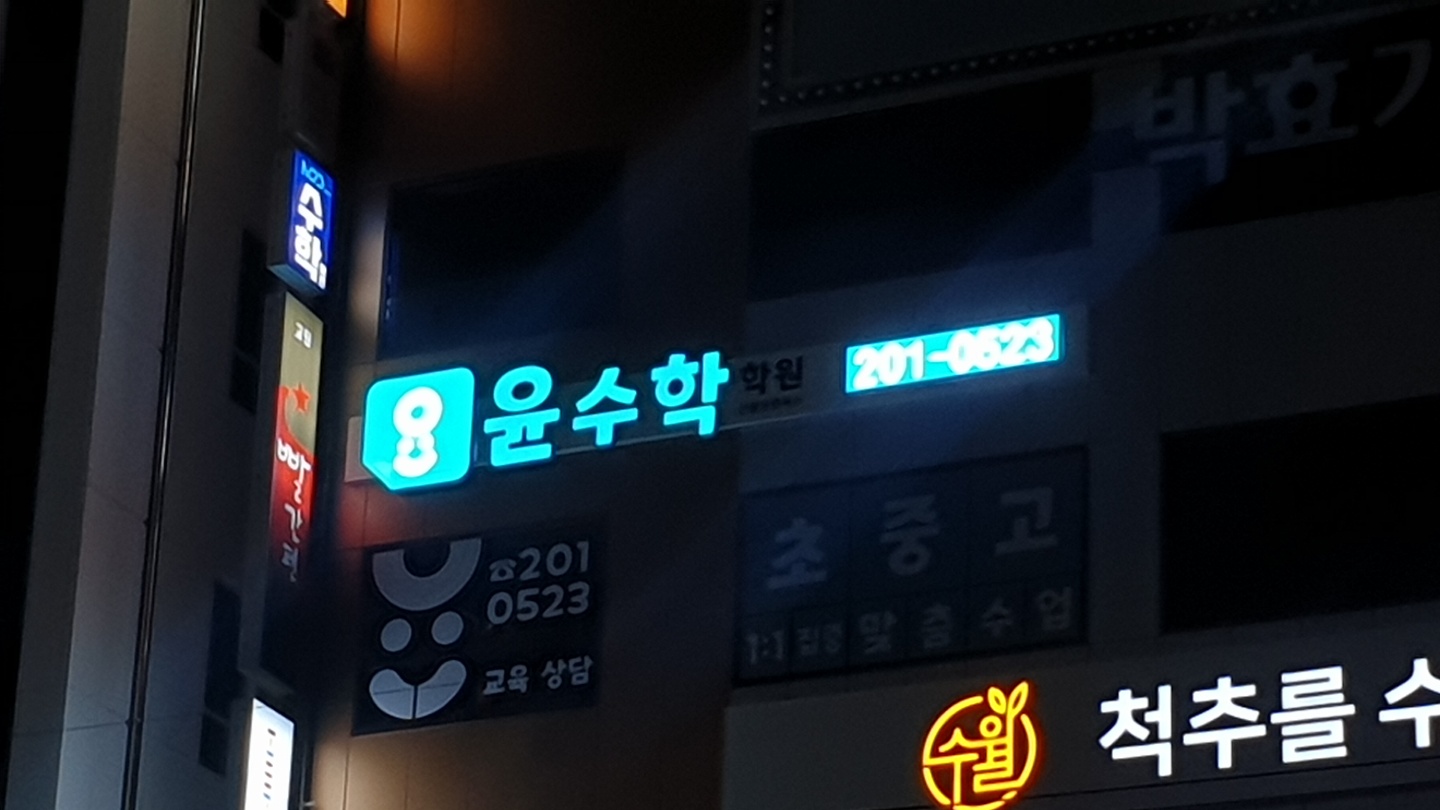 박효
수학
윤수학 학원 201-0523
빨간펜
☎201
0523
교육 상담
초 중 고
1:1 맞 춤 수 업
수월
척추를 수